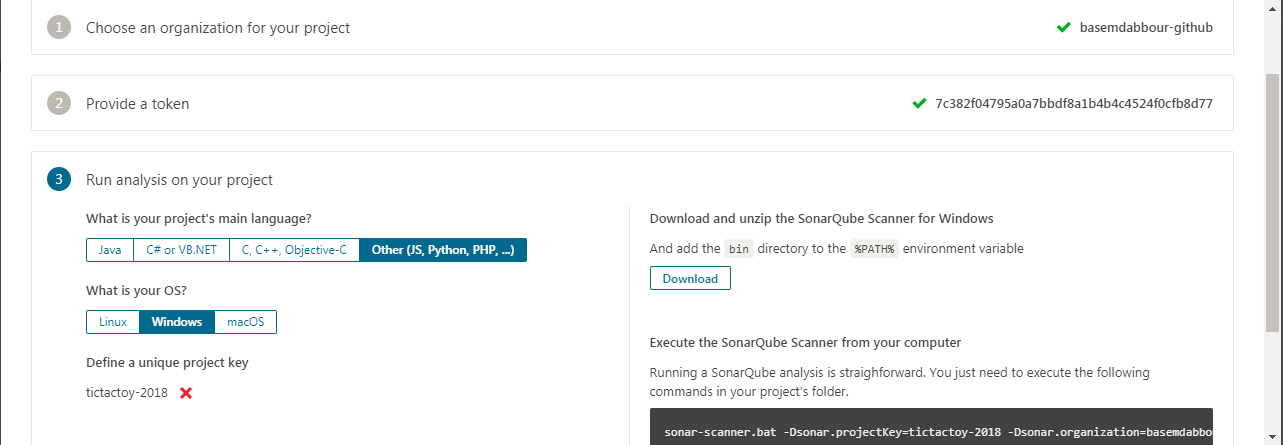 1 Choose an organization for your project basemdabbour-github
2 Provide a token 7c382f04795a0a7bbdf8a1b4b4c4524f0cfb8d77
3 Run analysis on your project
What is your project's main language?
Java C# or VB.NET C, C++, Objective-C Other (JS, Python, PHP, ...)
What is your OS?
Linux Windows macOS
Define a unique project key
tictactoy-2018
Download and unzip the SonarQube Scanner for Windows
And add the bin directory to the %PATH% environment variable
Download
Execute the SonarQube Scanner from your computer
Running a SonarQube analysis is straighforward. You just need to execute the following
commands in your project's folder.
sonar-scanner.bat -Dsonar.projectKey=tictactoy-2018 -Dsonar.organization=basemdabbou